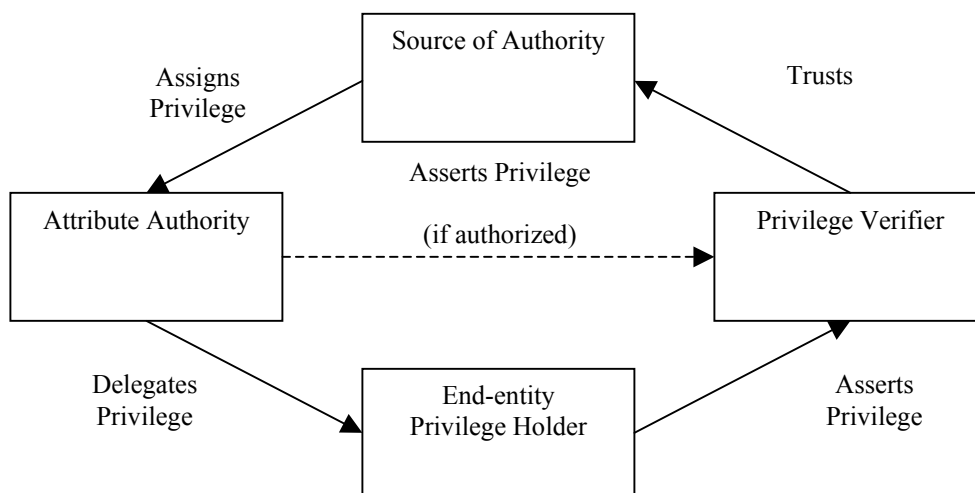 Source of Authority
Assigns
Privilege
Trusts
Asserts Privilege
Attribute Authority
(if authorized)
Privilege Verifier
Delegates
Privilege
End-entity
Privilege Holder
Asserts
Privilege